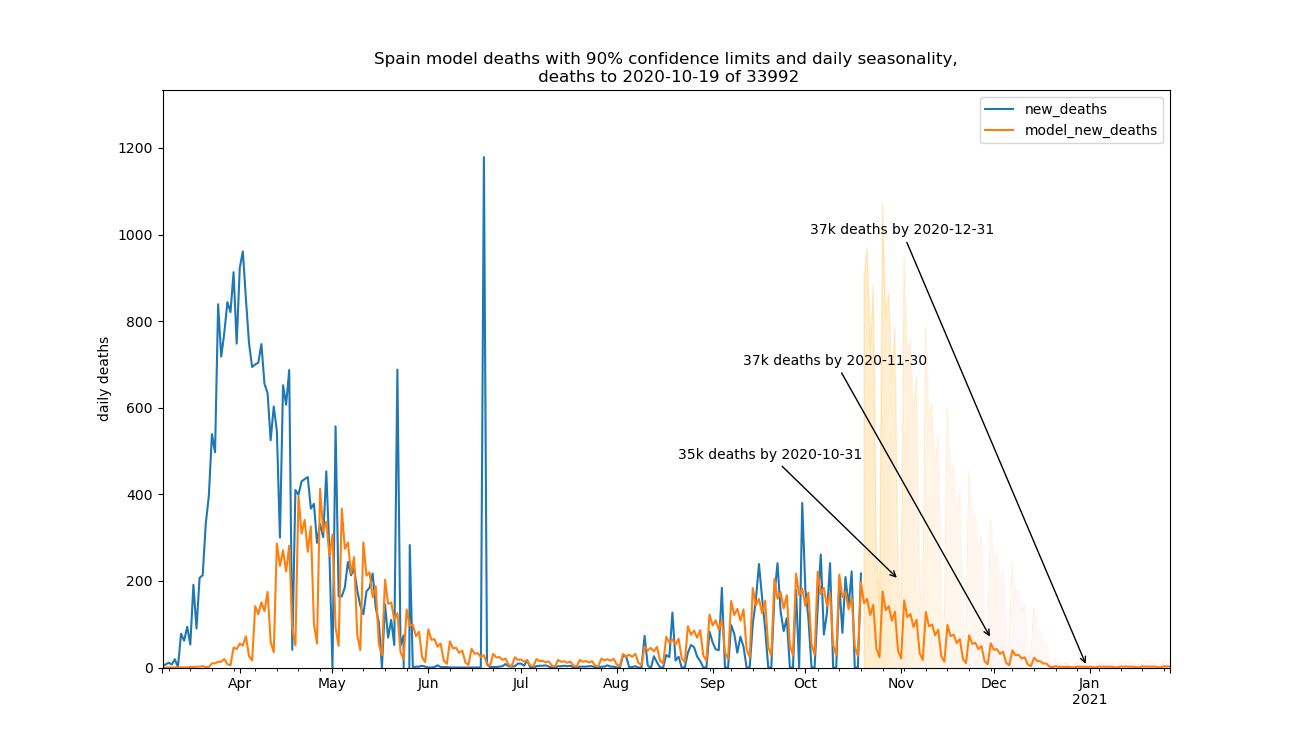 Spain model deaths with 90% confidence limits and daily seasonality,
deaths to 2020-10-19 of 33992
new_deaths
model_new_deaths
1200
1000
800
600
400
200
0
daily deaths
37k deaths by 2020-12-31
37k deaths by 2020-11-30
35k deaths by 2020-10-31
Apr
May
Jun
Jul
Aug
Sep
Oct
Nov
Dec
Jan
2021